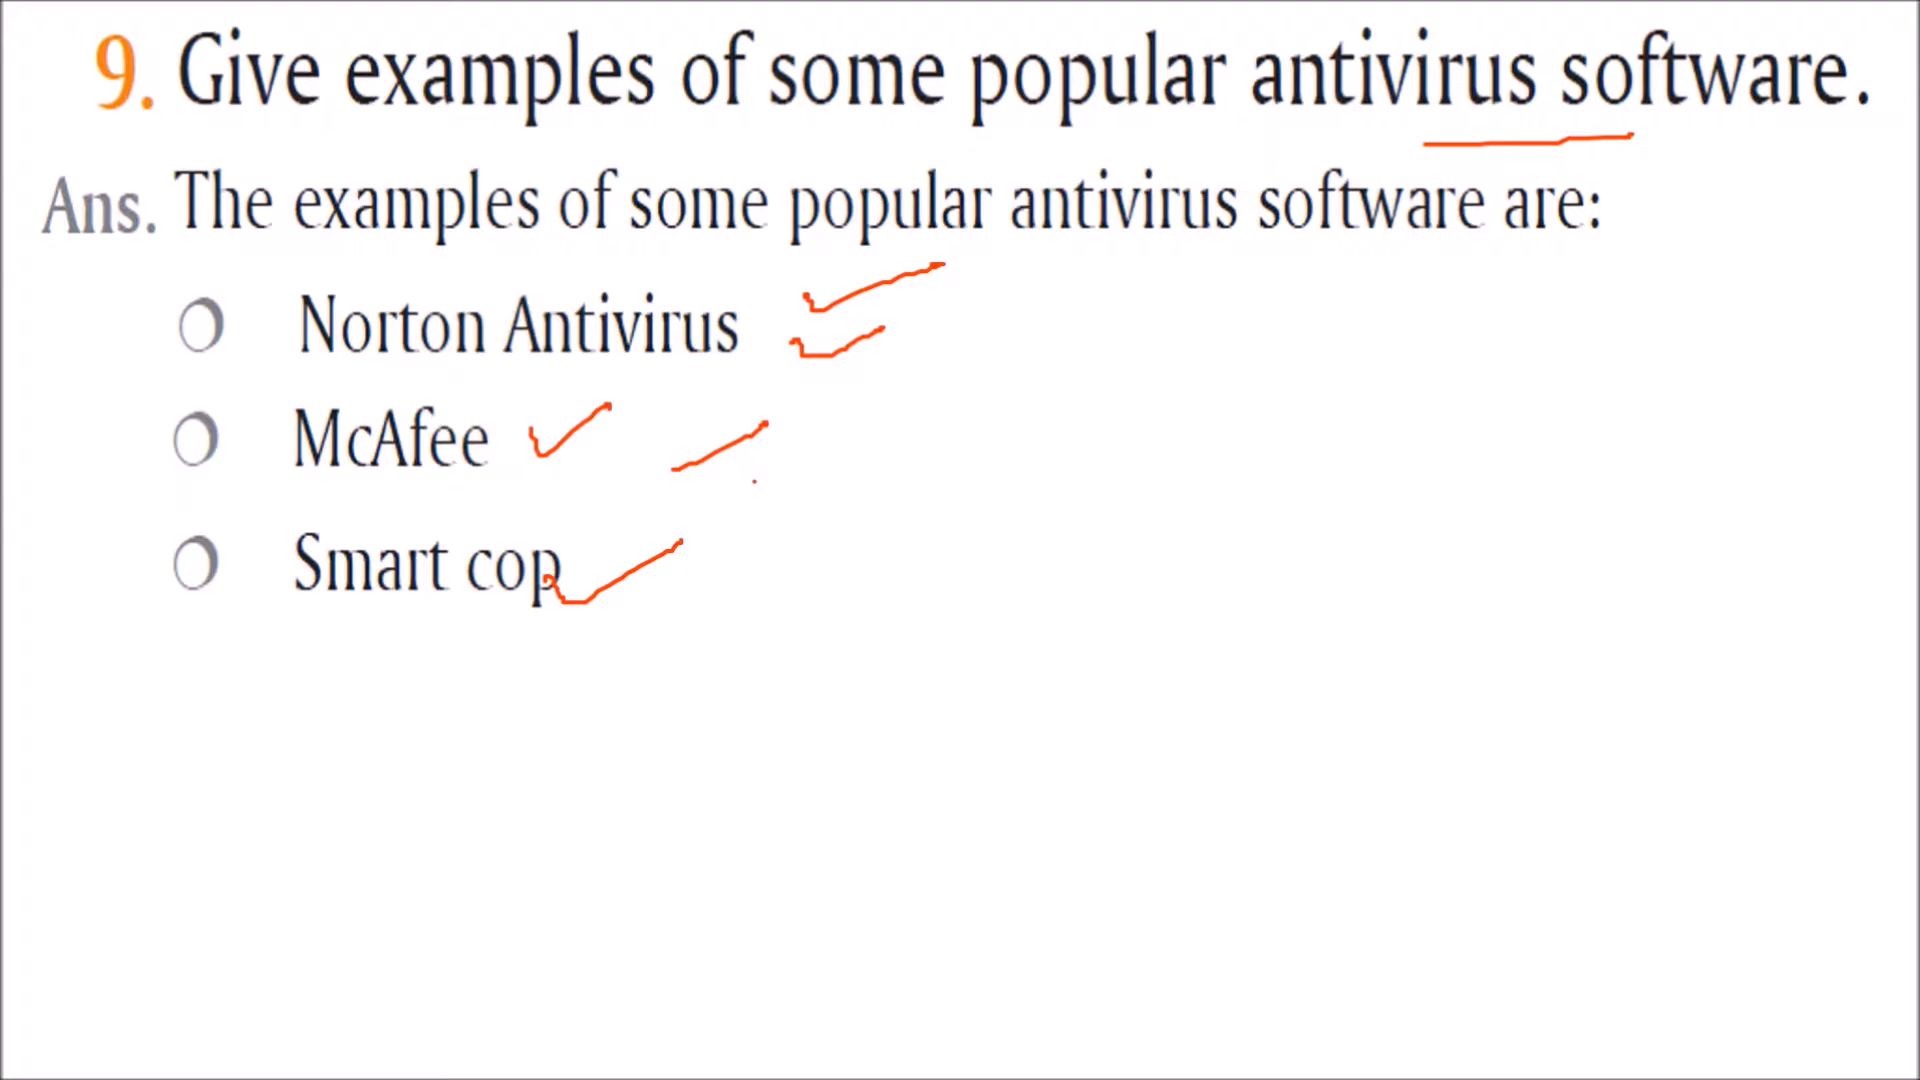 9. Give examples of some popular antivirus software.
Ans. The examples of some popular antivirus software are:
Norton Antivirus
McAfee
Smart cop